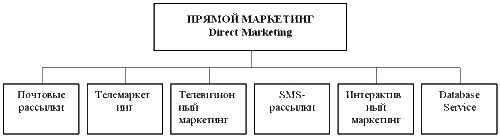 ПРЯМОЙ МАРКЕТИНГ
Direct Marketing
Почтовые
рассылки
Телемаркет
инг
Телевизион
ный
маркетинг
SMS-
рассылки
Интерактив
ный
маркетинг
Database
Service